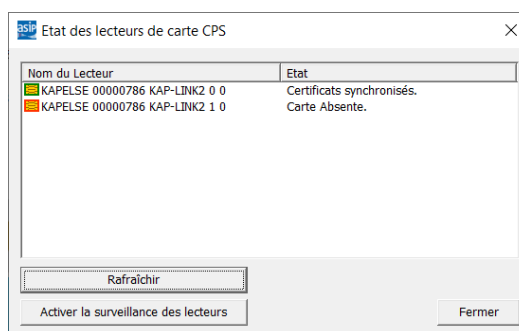 asip Etat des lecteurs de carte CPS
Nom du Lecteur Etat
KAPELSE 00000786 KAP-LINK2 0 0 Certificats synchronisés.
KAPELSE 00000786 KAP-LINK2 1 0 Carte Absente.
Rafraîchir
Activer la surveillance des lecteurs Fermer